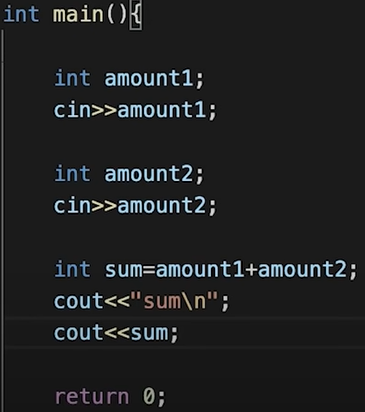 int main(){
int amount1;
cin>>amount1;
int amount2;
cin>>amount2;
int sum=amount1+amount2;
cout<<"sum\n";
cout<<sum;
return 0;